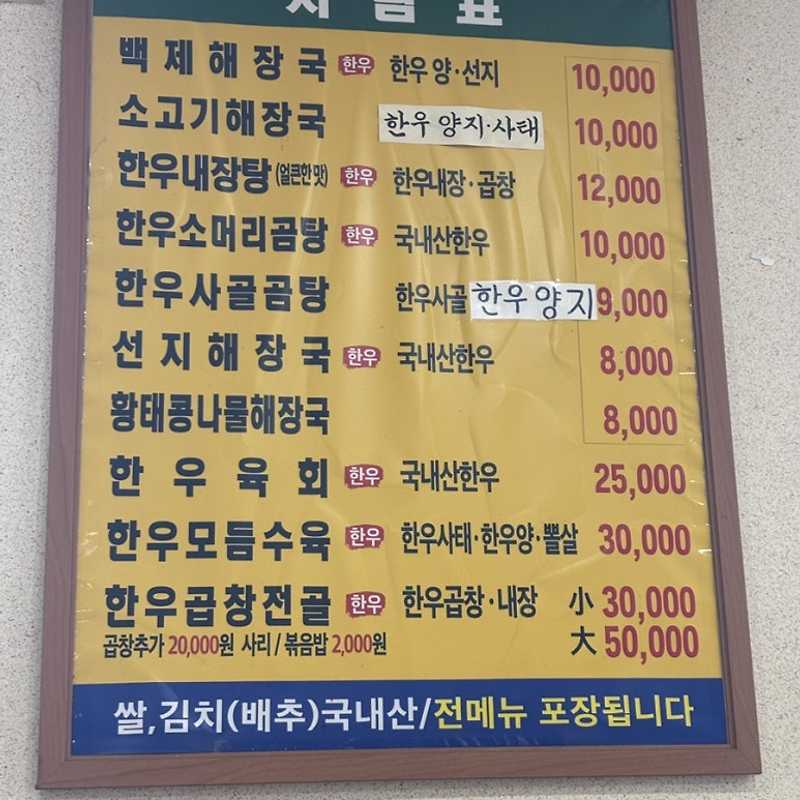 차림표
백제해장국 한우 한우 양·선지 10,000
소고기해장국 한우 양지·사태 10,000
한우내장탕 (얼큰한 맛) 한우 한우내장·곱창 12,000
한우소머리곰탕 한우 국내산한우 10,000
한우사골곰탕 한우사골 한우양지 9,000
선지해장국 한우 국내산한우 8,000
황태콩나물해장국 8,000
한우육회 한우 국내산한우 25,000
한우모듬수육 한우 한우사태·한우양·뽈살 30,000
한우곱창전골 한우 한우곱창·내장 小 30,000
곱창추가 20,000원 사리/볶음밥 2,000원 大 50,000
쌀,김치(배추)국내산/전메뉴 포장됩니다